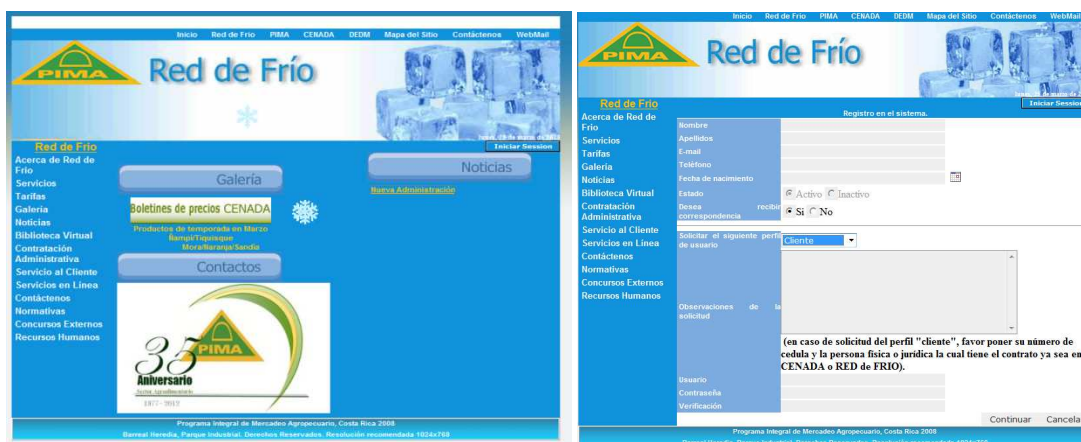 Inicio Red de Frio PIMA CENADA DEDM Mapa del Sitio Contáctenos WebMail
PIMA
Red de Frío
Iniciar Session
Red de Frio
Acerca de Red de
Frio
Servicios
Tarifas
Galeria
Noticias
Biblioteca Virtual
Contratación
Administrativa
Servicio al Cliente
Servicios en Linea
Contáctenos
Normativas
Concursos Externos
Recursos Humanos
Galería
Boletines de precios CENADA
Productos de temporada en Marzo
Ñampi/Tiquisque
Mora/Naranja/Sandia
Contactos
35
PIMA
Aniversario
1977 - 2012
Noticias
Nueva Administración
Programa Integral de Mercadeo Agropecuario, Costa Rica 2008
Barreal Heredia, Parque Industrial. Derechos Reservados. Resolución recomendada 1024x768
Inicio Red de Frio PIMA CENADA DEDM Mapa del Sitio Contáctenos WebMail
PIMA
Red de Frío
Iniciar Session
Red de Frio
Acerca de Red de
Frio
Servicios
Tarifas
Galeria
Noticias
Biblioteca Virtual
Contratación
Administrativa
Servicio al Cliente
Servicios en Linea
Contáctenos
Normativas
Concursos Externos
Recursos Humanos
Registro en el sistema.
Nombre
Apellidos
E-mail
Teléfono
Fecha de nacimiento
Estado Activo Inactivo
Desea recibir
correspondencia Si No
Solicitar el siguiente perfil
de usuario Cliente
Observaciones de la
solicitud
(en caso de solicitud del perfil "cliente", favor poner su número de
cedula y la persona fisica o jurídica la cual tiene el contrato ya sea en
CENADA o RED de FRIO).
Usuario
Contraseña
Verificación
Continuar Cancela
Programa Integral de Mercadeo Agropecuario, Costa Rica 2008